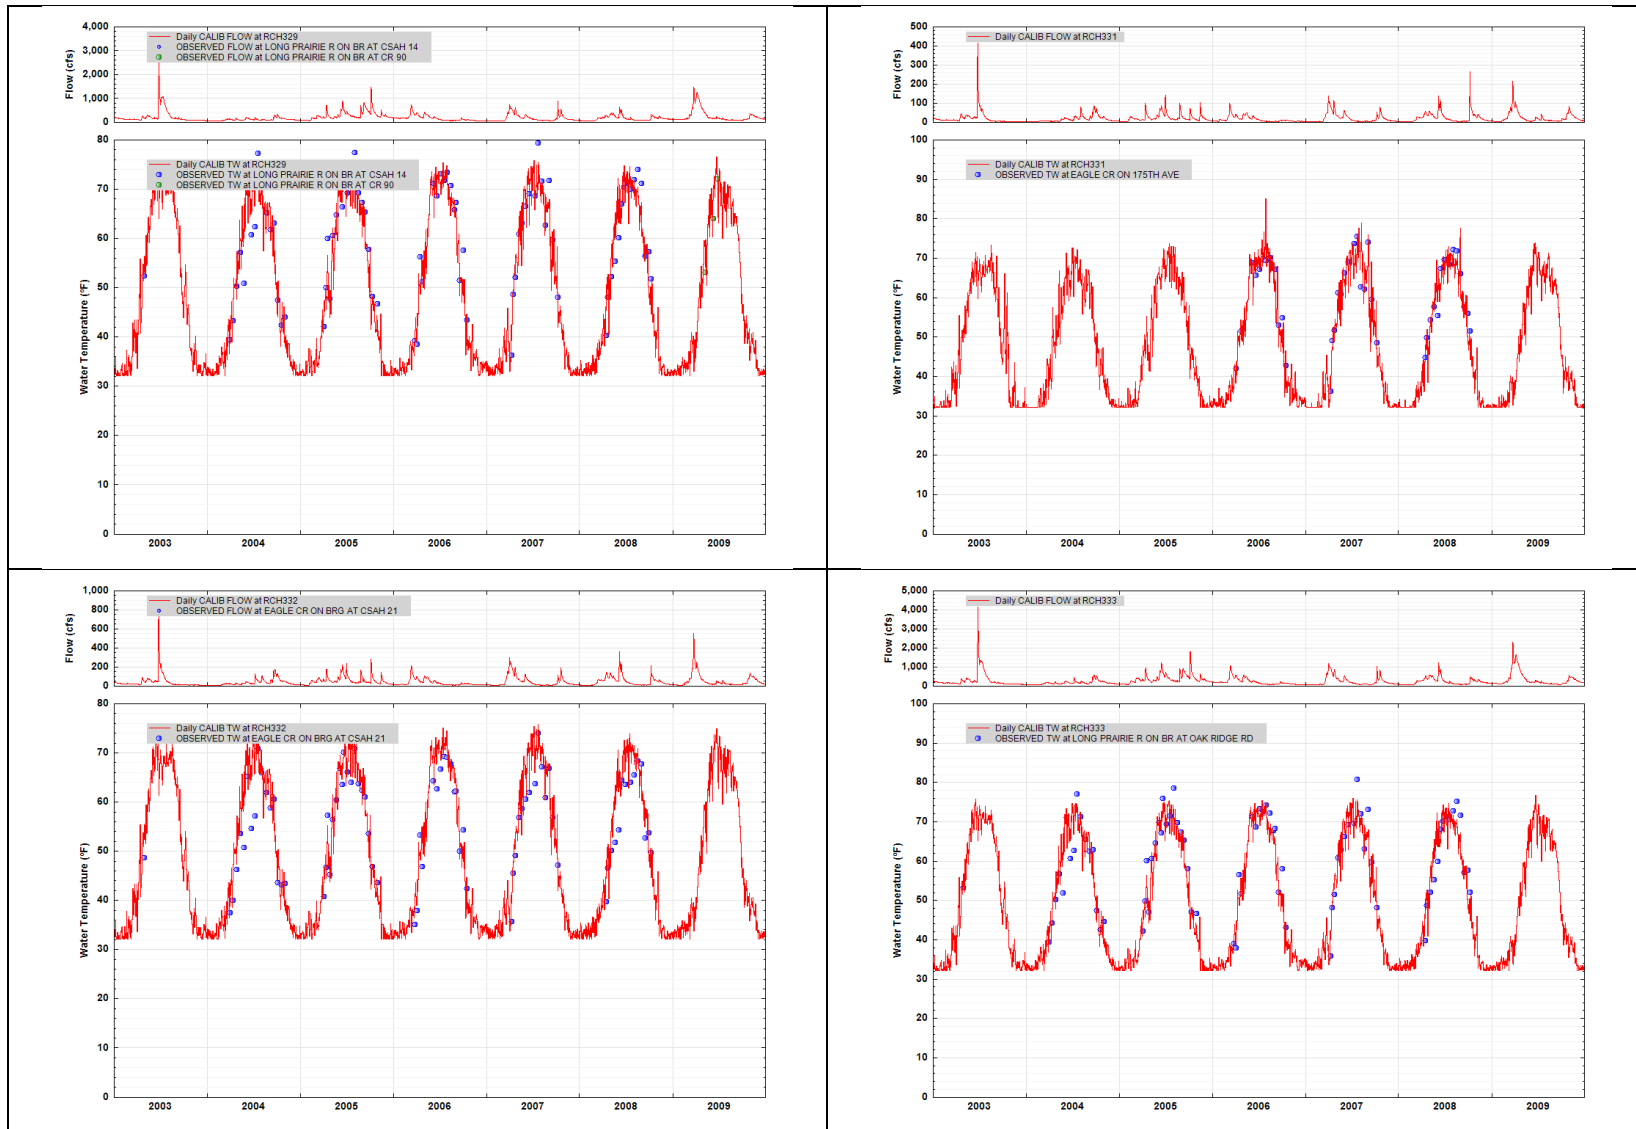 4,000
3,000
2,000
1,000
0
Flow (cfs)
Daily CALIB FLOW at RCH329
OBSERVED FLOW at LONG PRAIRIE R ON BR AT CSAH 14
OBSERVED FLOW at LONG PRAIRIE R ON BR AT CR 90
80
70
60
50
40
30
20
10
0
Water Temperature (°F)
Daily CALIB TW at RCH329
OBSERVED TW at LONG PRAIRIE R ON BR AT CSAH 14
OBSERVED TW at LONG PRAIRIE R ON BR AT CR 90
2003 2004 2005 2006 2007 2008 2009
500
400
300
200
100
0
Flow (cfs)
Daily CALIB FLOW at RCH331
100
90
80
70
60
50
40
30
20
10
0
Water Temperature (°F)
Daily CALIB TW at RCH331
OBSERVED TW at EAGLE CR ON 175TH AVE
2003 2004 2005 2006 2007 2008 2009
1,000
800
600
400
200
0
Flow (cfs)
Daily CALIB FLOW at RCH332
OBSERVED FLOW at EAGLE CR ON BRG AT CSAH 21
80
70
60
50
40
30
20
10
0
Water Temperature (°F)
Daily CALIB TW at RCH332
OBSERVED TW at EAGLE CR ON BRG AT CSAH 21
2003 2004 2005 2006 2007 2008 2009
5,000
4,000
3,000
2,000
1,000
0
Flow (cfs)
Daily CALIB FLOW at RCH333
100
90
80
70
60
50
40
30
20
10
0
Water Temperature (°F)
Daily CALIB TW at RCH333
OBSERVED TW at LONG PRAIRIE R ON BR AT OAK RIDGE RD
2003 2004 2005 2006 2007 2008 2009